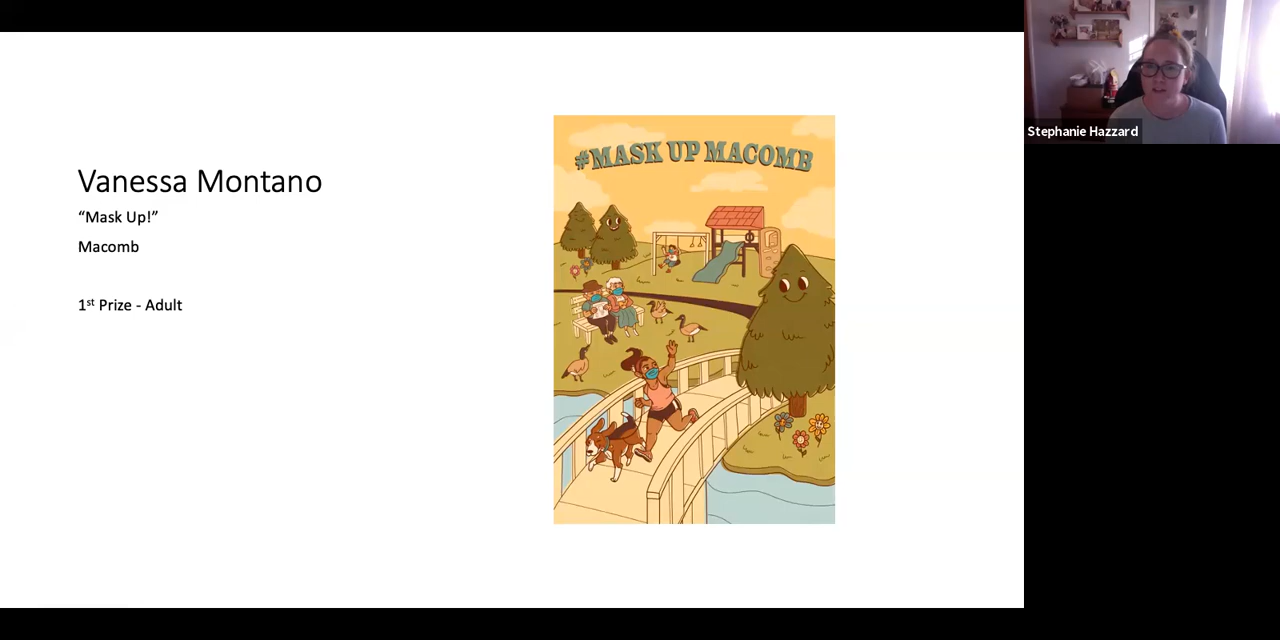 Vanessa Montano
“Mask Up!”
Macomb
1st Prize - Adult
#MASK UP MACOMB
Stephanie Hazzard